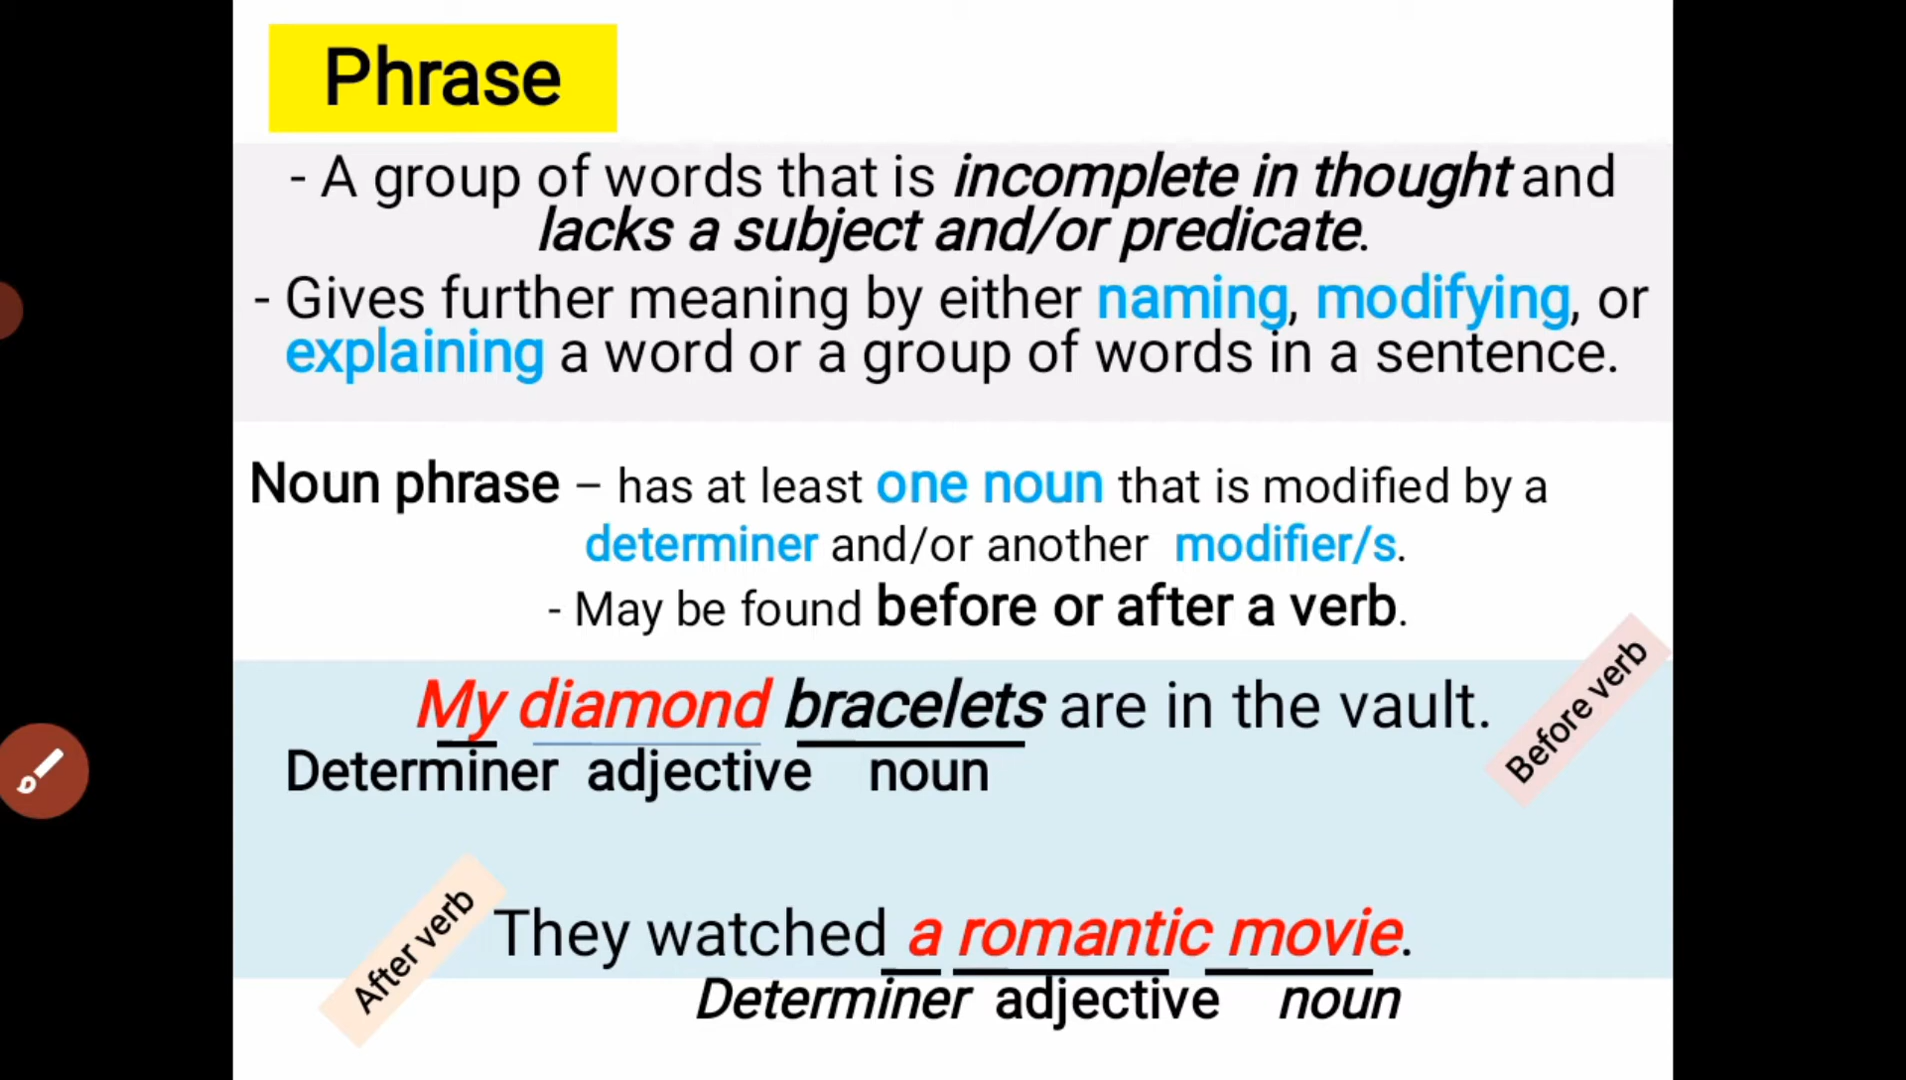 Phrase
- A group of words that is incomplete in thought and
lacks a subject and/or predicate.
- Gives further meaning by either naming, modifying, or
explaining a word or a group of words in a sentence.
Noun phrase – has at least one noun that is modified by a
determiner and/or another modifier/s.
- May be found before or after a verb.
Before verb
My diamond bracelets are in the vault.
Determiner adjective noun
After verb
They watched a romantic movie.
Determiner adjective noun